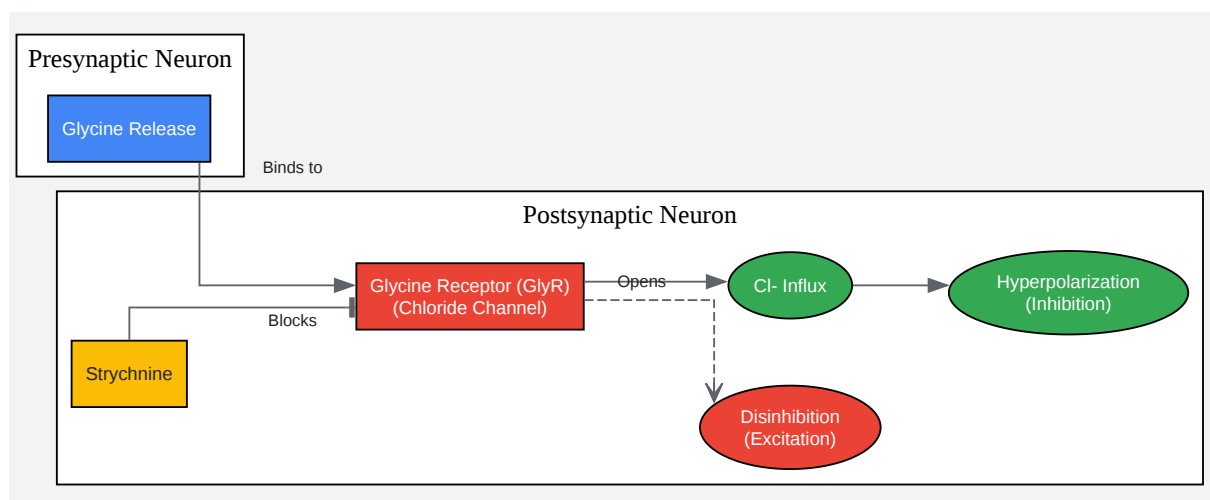 Presynaptic Neuron
Glycine Release
Binds to
Postsynaptic Neuron
Glycine Receptor (GlyR)
(Chloride Channel)
Opens
Cl- Influx
Hyperpolarization
(Inhibition)
Blocks
Strychnine
Disinhibition
(Excitation)